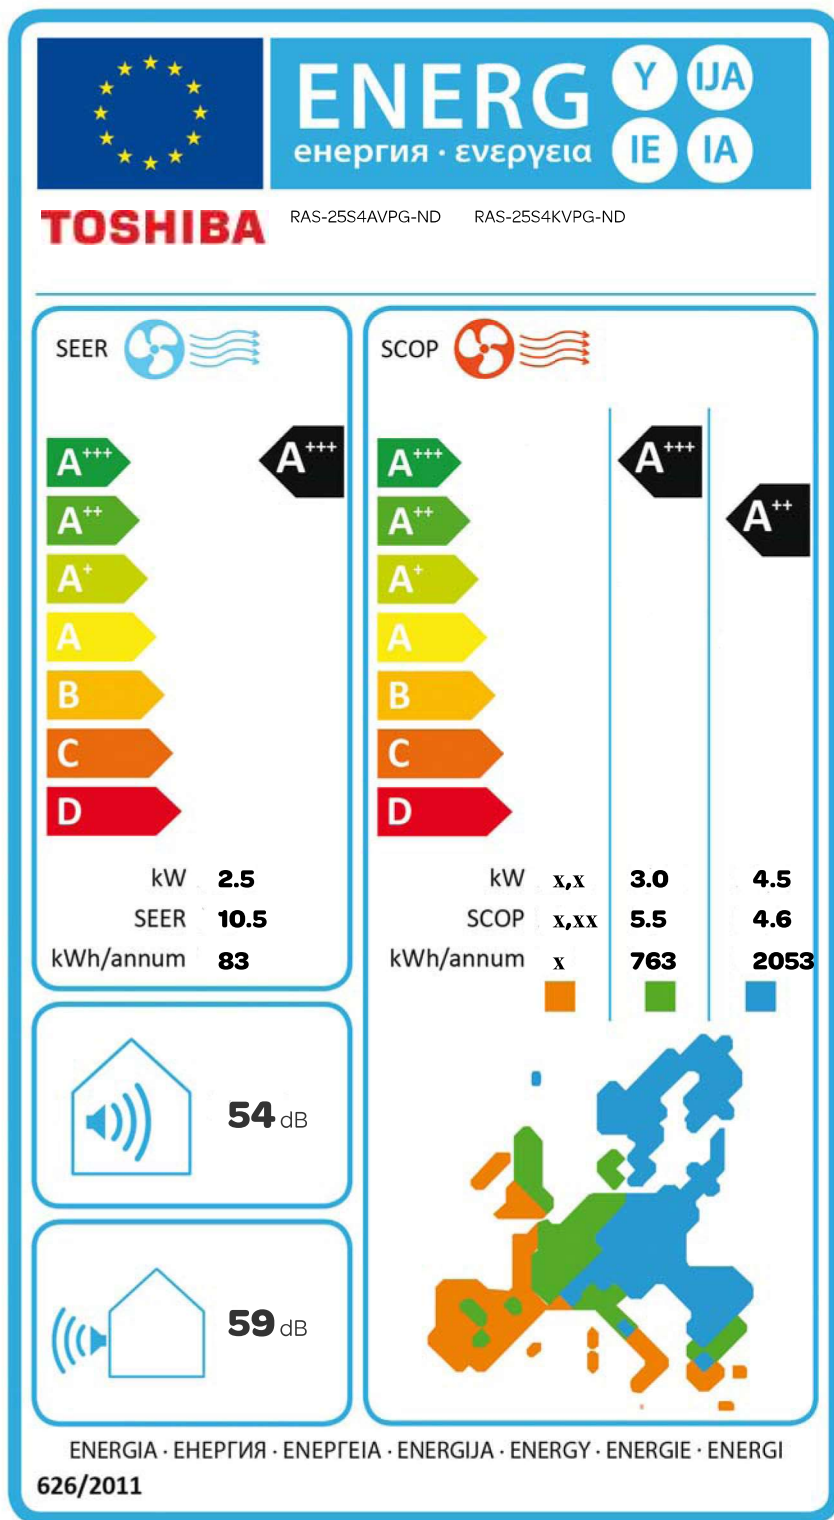 ENERG
енергия · ενεργεια
Y IJA
IE IA
TOSHIBA
RAS-25S4AVPG-ND RAS-25S4KVPG-ND
SEER
A+++
A+++
A++
A+
A
B
C
D
kW 2.5
SEER 10.5
kWh/annum 83
SCOP
A+++
A+++
A++
A++
A+
A
B
C
D
kW x,x 3.0 4.5
SCOP x,xx 5.5 4.6
kWh/annum x 763 2053
54 dB
59 dB
ENERGIA · ЕНЕРГИЯ · ΕΝΕΡΓΕΙΑ · ENERGIJA · ENERGY · ENERGIE · ENERGI
626/2011